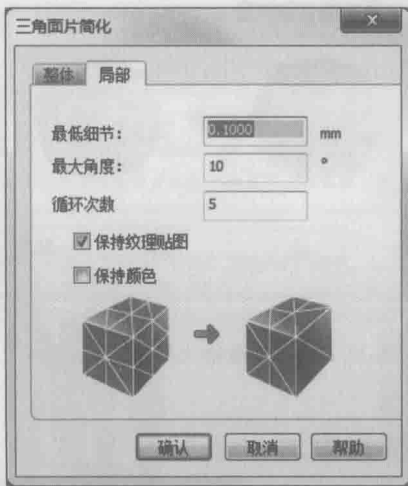 三角面片简化
整体 局部
最低细节: 0.1000 mm
最大角度: 10 °
循环次数 5
保持纹理贴图
保持颜色
确认 取消 帮助